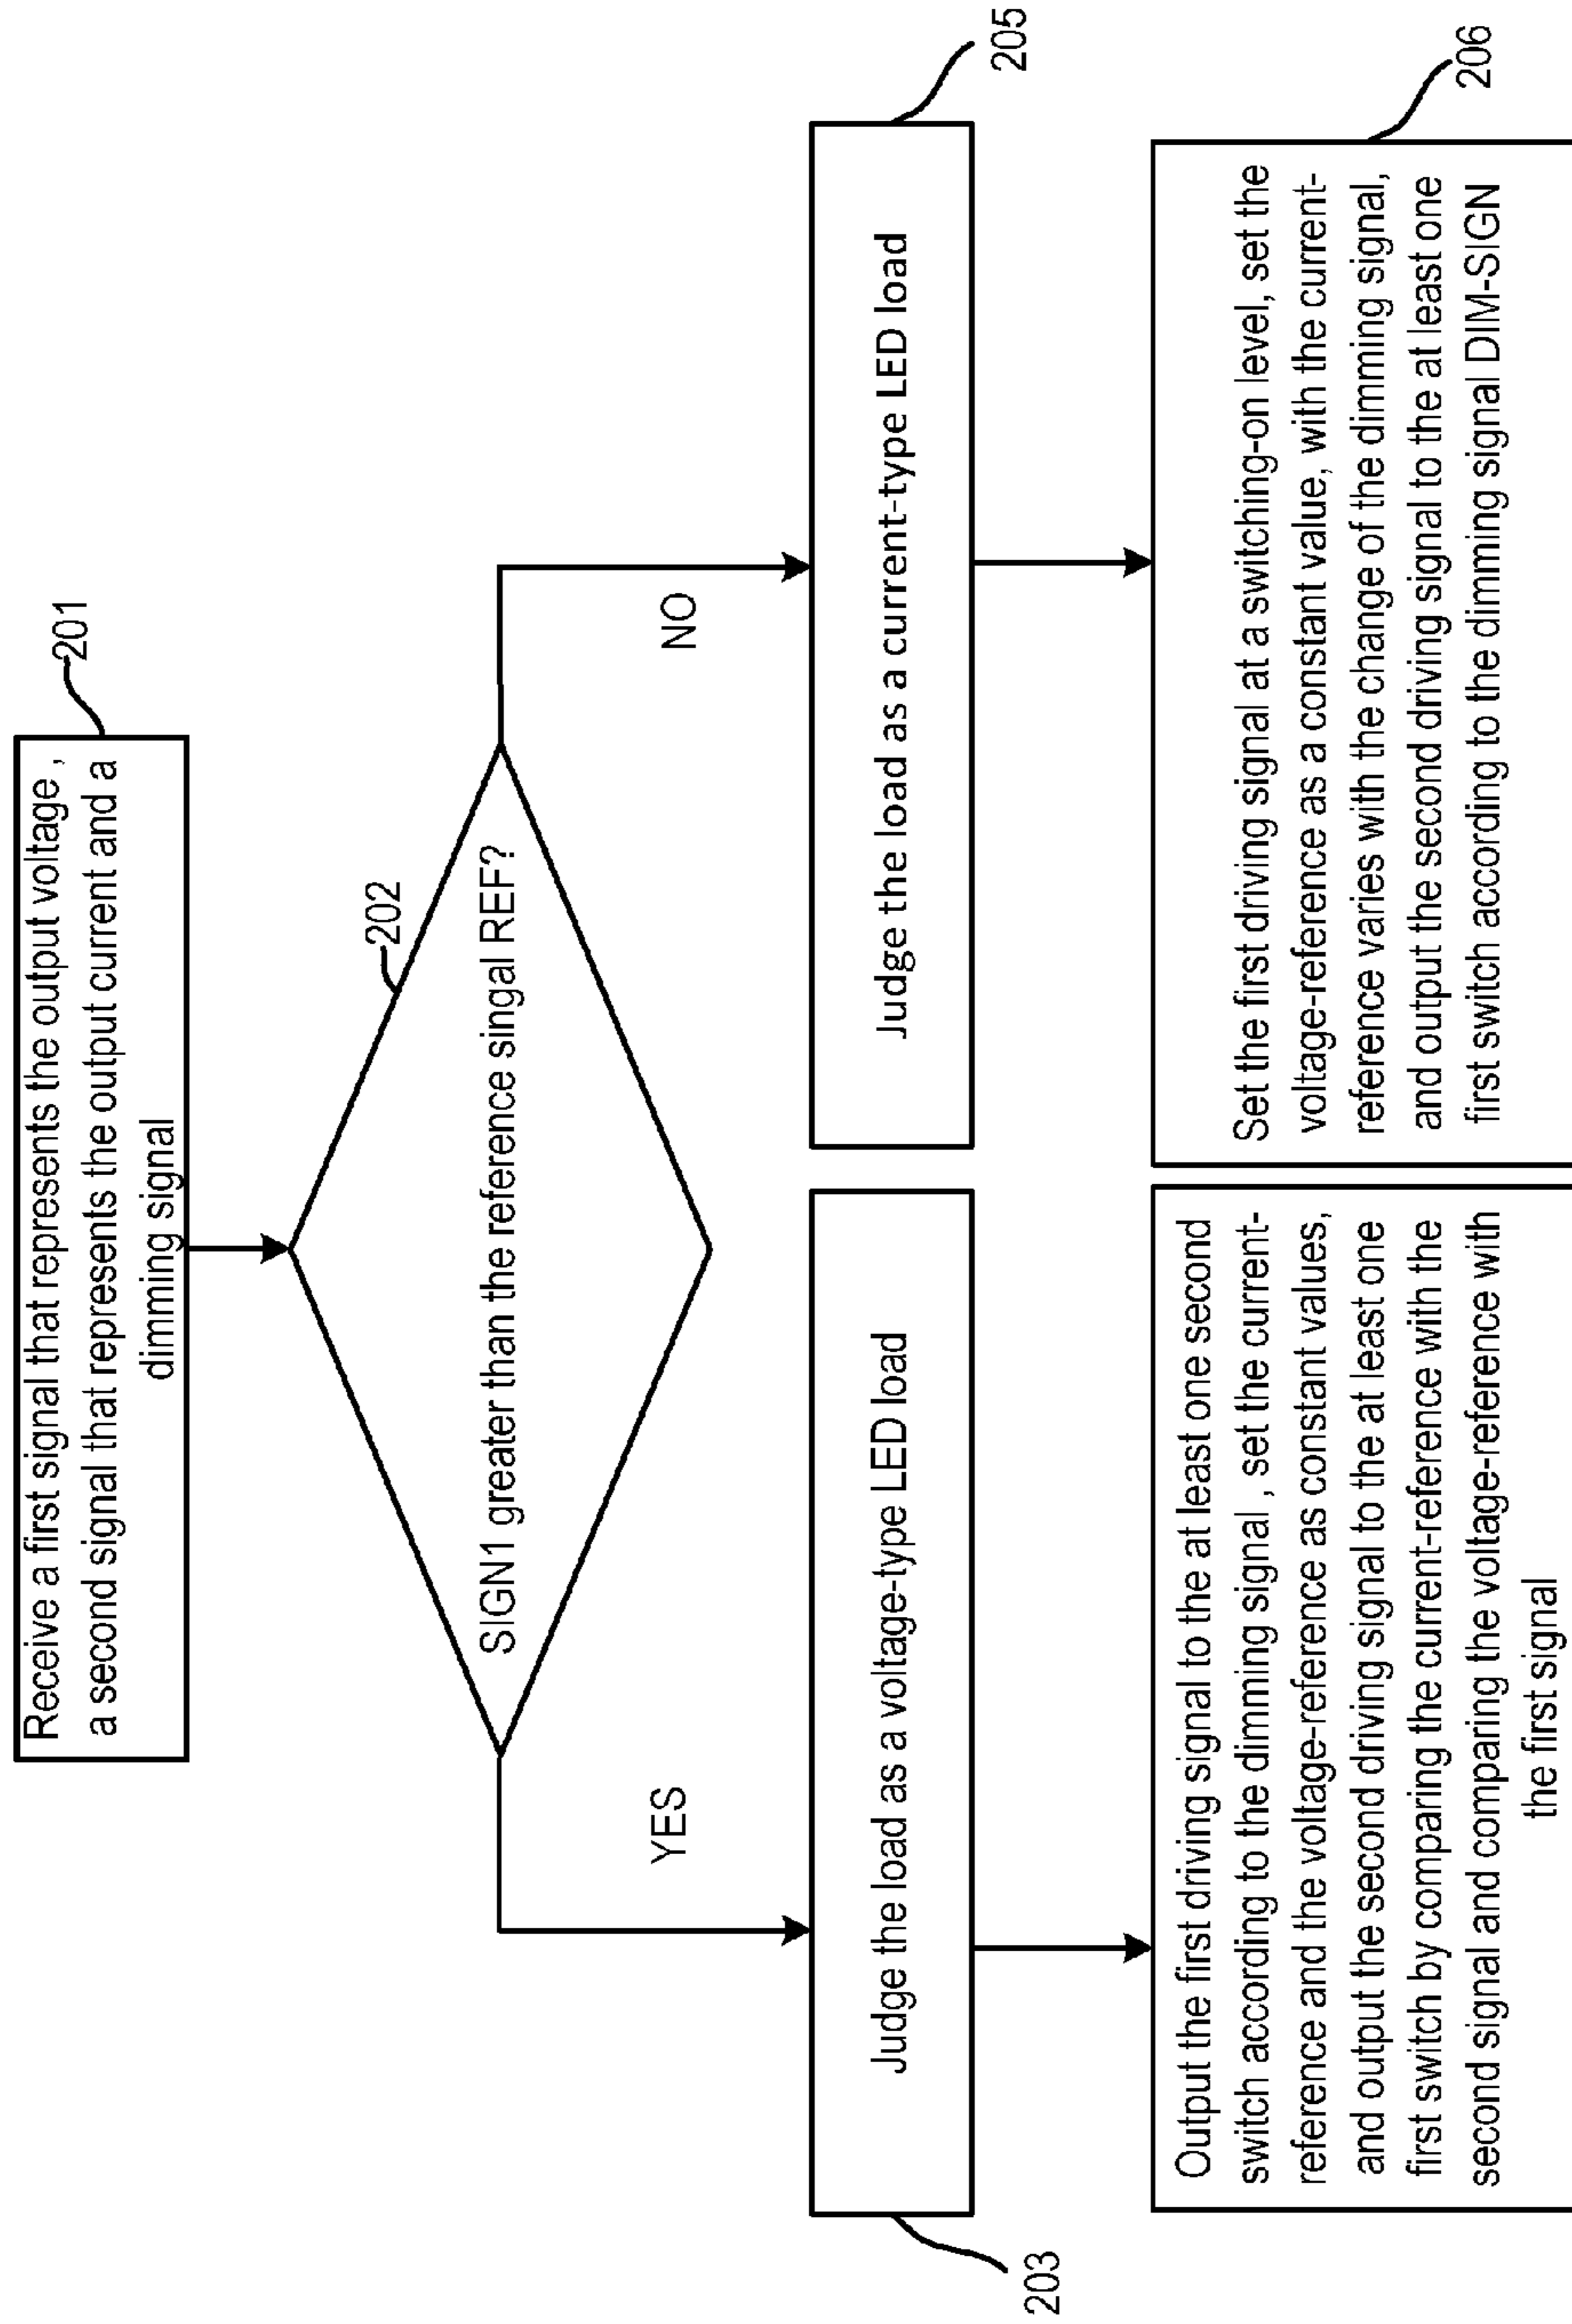 Receive a first signal that represents the output voltage ,
a second signal that represents the output current and a
dimming signal
201
202
SIGN1 greater than the reference singal REF?
YES
NO
Judge the load as a voltage-type LED load
203
Judge the load as a current-type LED load
205
Output the first driving signal to the at least one second
switch according to the dimming signal , set the current-
reference and the voltage-reference as constant values,
and output the second driving signal to the at least one
first switch by comparing the current-reference with the
second signal and comparing the voltage-reference with
the first signal
Set the first driving signal at a switching-on level, set the
voltage-reference as a constant value, with the current-
reference varies with the change of the dimming signal,
and output the second driving signal to the at least one
first switch according to the dimming signal DIM-SIGN
206